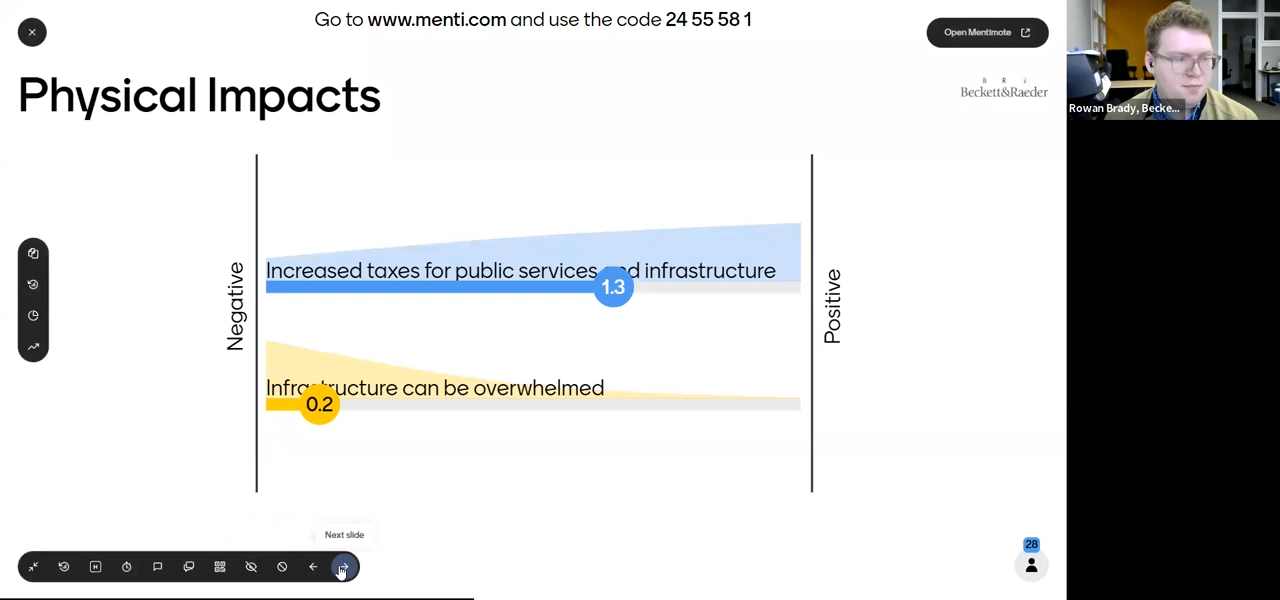 Go to www.menti.com and use the code 24 55 58 1
Open Mentimote
Physical Impacts
B R i
Beckett&Raeder
Rowan Brady, Becke...
Negative
Increased taxes for public services and infrastructure
1.3
Infrastructure can be overwhelmed
0.2
Positive
Next slide
H
28